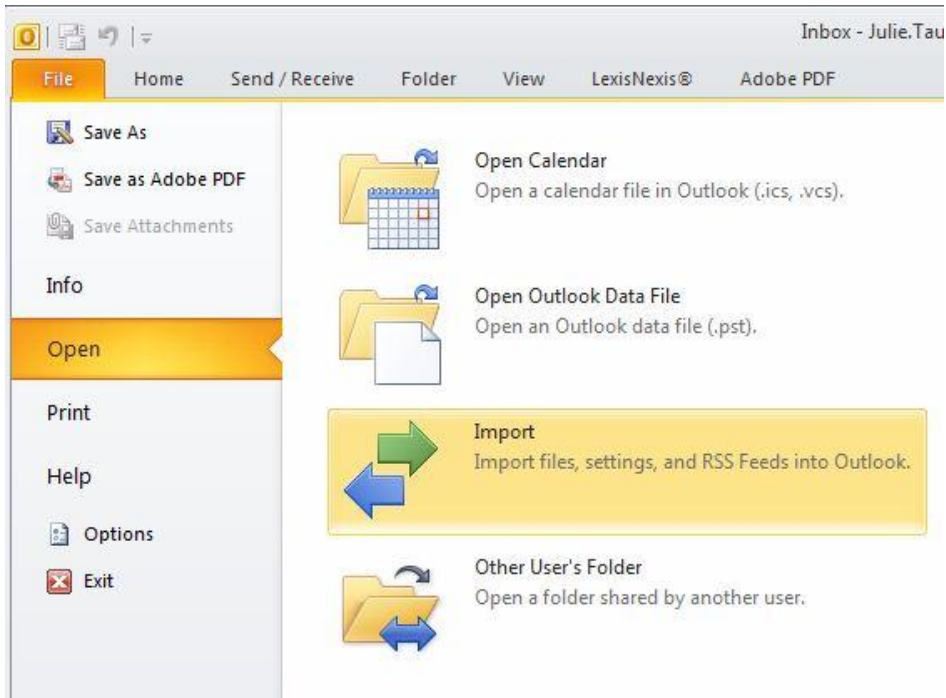 Inbox - Julie.Tau
File Home Send / Receive Folder View LexisNexis® Adobe PDF
Save As
Save as Adobe PDF
Save Attachments
Info
Open
Print
Help
Options
Exit
Open Calendar
Open a calendar file in Outlook (.ics, .vcs).
Open Outlook Data File
Open an Outlook data file (.pst).
Import
Import files, settings, and RSS Feeds into Outlook.
Other User's Folder
Open a folder shared by another user.